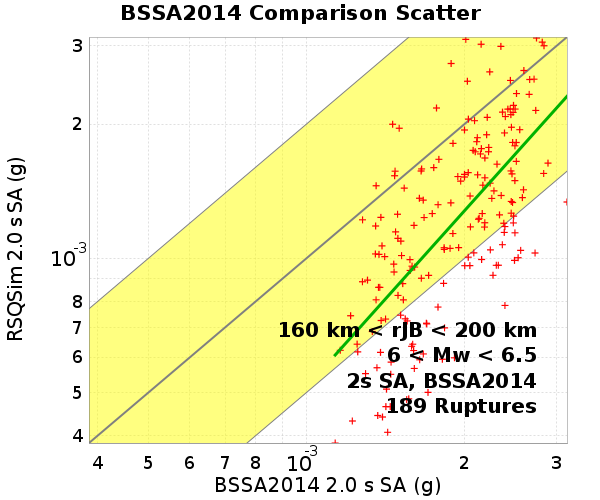 BSSA2014 Comparison Scatter
RSQSim 2.0 s SA (g)
3
2
10-3
8
7
6
5
4
160 km < rJB < 200 km
6 < Mw < 6.5
2s SA, BSSA2014
189 Ruptures
4 5 6 7 8 10-3 2 3
BSSA2014 2.0 s SA (g)